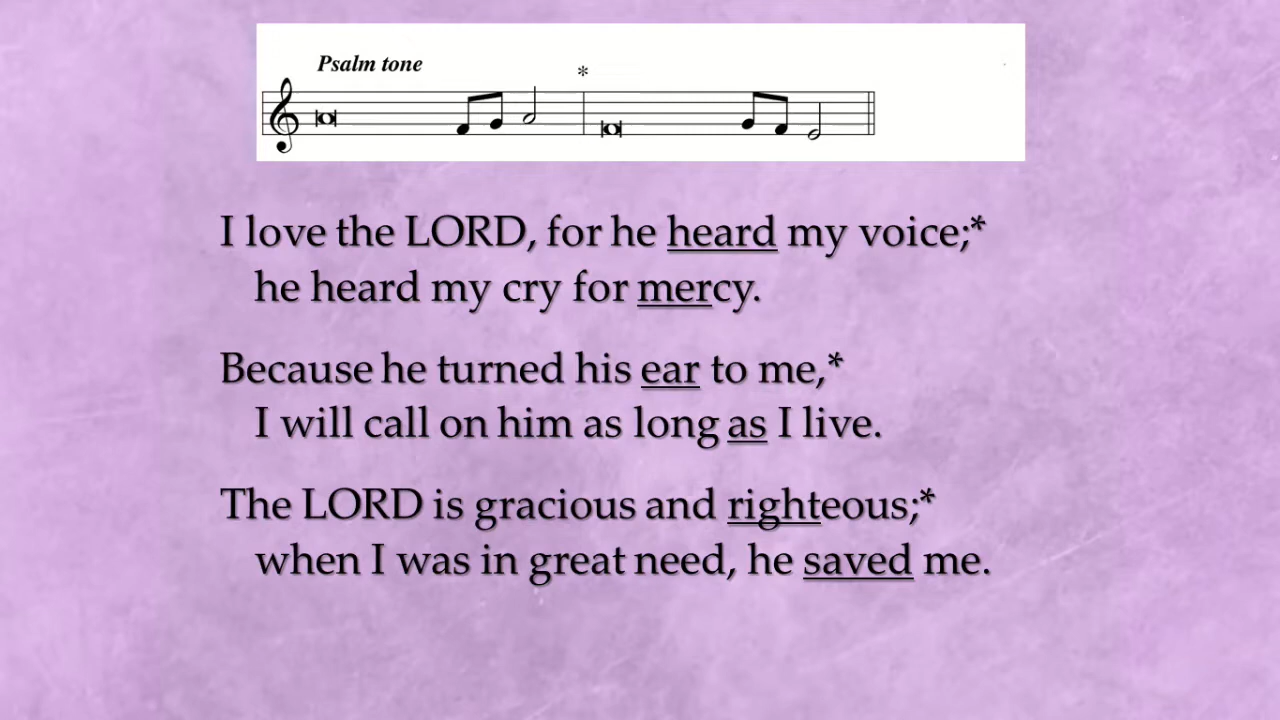 Psalm tone
*
I love the LORD, for he heard my voice;*
he heard my cry for mercy.
Because he turned his ear to me,*
I will call on him as long as I live.
The LORD is gracious and righteous;*
when I was in great need, he saved me.